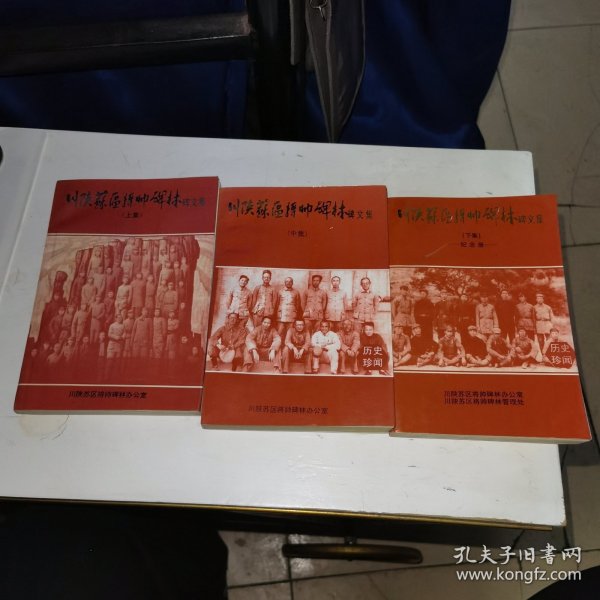 川陕苏区将帅碑林碑文集
(上集)
川陕苏区将帅碑林办公室
川陕苏区将帅碑林碑文集
(中集)
历史
珍闻
川陕苏区将帅碑林办公室
川陕苏区将帅碑林碑文集
(下集)
纪念册
历史
珍闻
川陕苏区将帅碑林办公室
川陕苏区将帅碑林管理处
孔夫子旧书网
www.kongfz.com